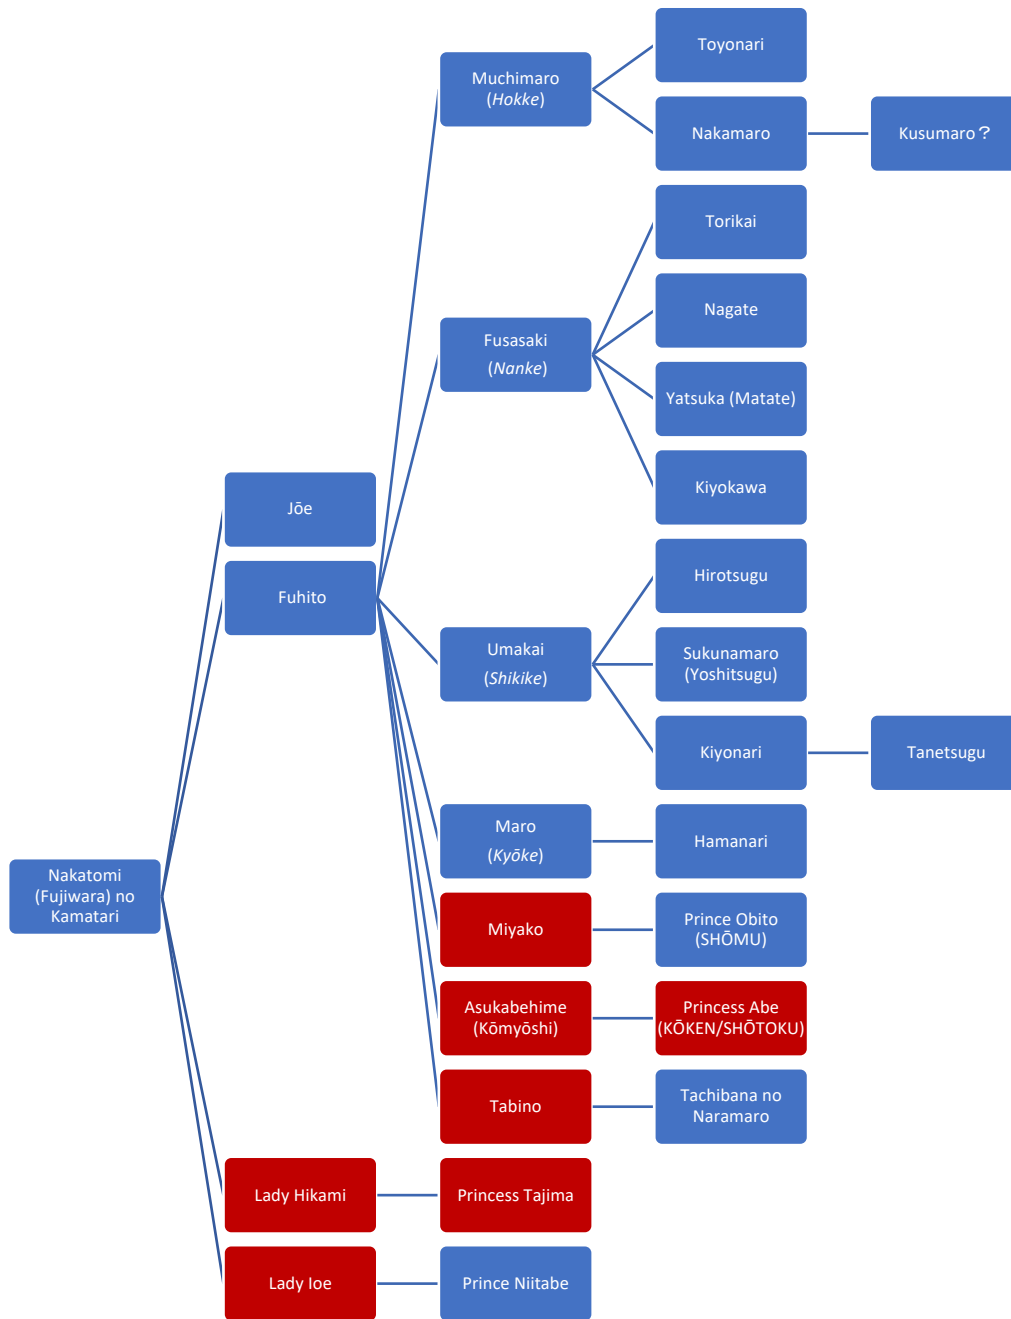 Toyonari
Muchimaro
(Hokke)
Nakamaro
Kusumaro？
Torikai
Nagate
Fusasaki
(Nanke)
Yatsuka (Matate)
Kiyokawa
Jōe
Fuhito
Hirotsugu
Umakai
(Shikike)
Sukunamaro
(Yoshitsugu)
Kiyonari
Tanetsugu
Maro
(Kyōke)
Hamanari
Nakatomi
(Fujiwara) no
Kamatari
Miyako
Prince Obito
(SHŌMU)
Asukabehime
(Kōmyōshi)
Princess Abe
(KŌKEN/SHŌTOKU)
Tabino
Tachibana no
Naramaro
Lady Hikami
Princess Tajima
Lady Ioe
Prince Niitabe